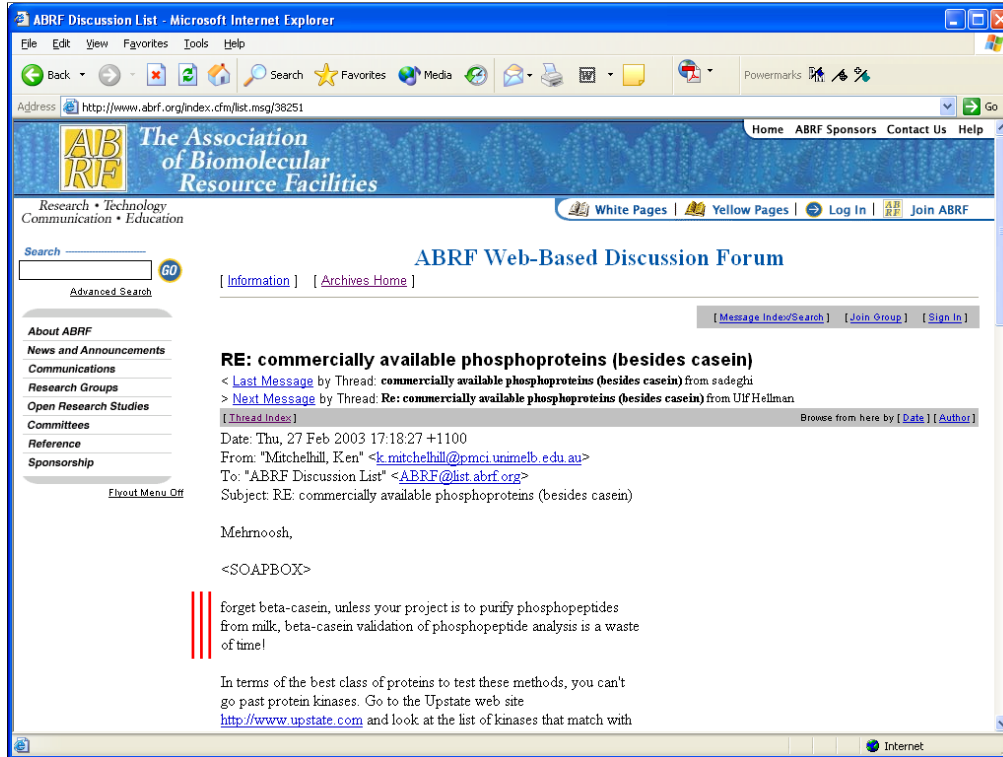 ABRF Discussion List - Microsoft Internet Explorer
File Edit View Favorites Tools Help
Back Search Favorites Media Powermarks
Address http://www.abrf.org/index.cfm/list.msg/38251 Go
Home ABRF Sponsors Contact Us Help
ABRF
The Association
of Biomolecular
Resource Facilities
Research • Technology
Communication • Education
White Pages | Yellow Pages | Log In | ABRF Join ABRF
Search
GO
Advanced Search
About ABRF
News and Announcements
Communications
Research Groups
Open Research Studies
Committees
Reference
Sponsorship
Flyout Menu Off
ABRF Web-Based Discussion Forum
[ Information ] [ Archives Home ]
[ Message Index/Search ] [ Join Group ] [ Sign In ]
RE: commercially available phosphoproteins (besides casein)
< Last Message by Thread: commercially available phosphoproteins (besides casein) from sadeghi
> Next Message by Thread: Re: commercially available phosphoproteins (besides casein) from Ulf Hellman
[ Thread Index ] Browse from here by [ Date ] [ Author ]
Date: Thu, 27 Feb 2003 17:18:27 +1100
From: "Mitchelhill, Ken" <k.mitchelhill@pmci.unimelb.edu.au>
To: "ABRF Discussion List" <ABRF@list.abrf.org>
Subject: RE: commercially available phosphoproteins (besides casein)
Mehrnoosh,
<SOAPBOX>
forget beta-casein, unless your project is to purify phosphopeptides
from milk, beta-casein validation of phosphopeptide analysis is a waste
of time!
In terms of the best class of proteins to test these methods, you can't
go past protein kinases. Go to the Upstate web site
http://www.upstate.com and look at the list of kinases that match with
Internet